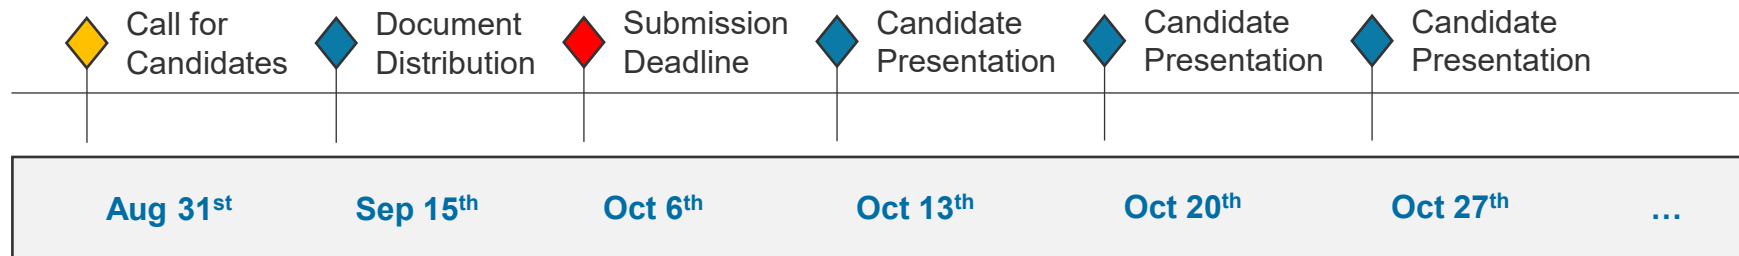 Call for
Candidates
Document
Distribution
Submission
Deadline
Candidate
Presentation
Candidate
Presentation
Candidate
Presentation
Aug 31st
Sep 15th
Oct 6th
Oct 13th
Oct 20th
Oct 27th
...